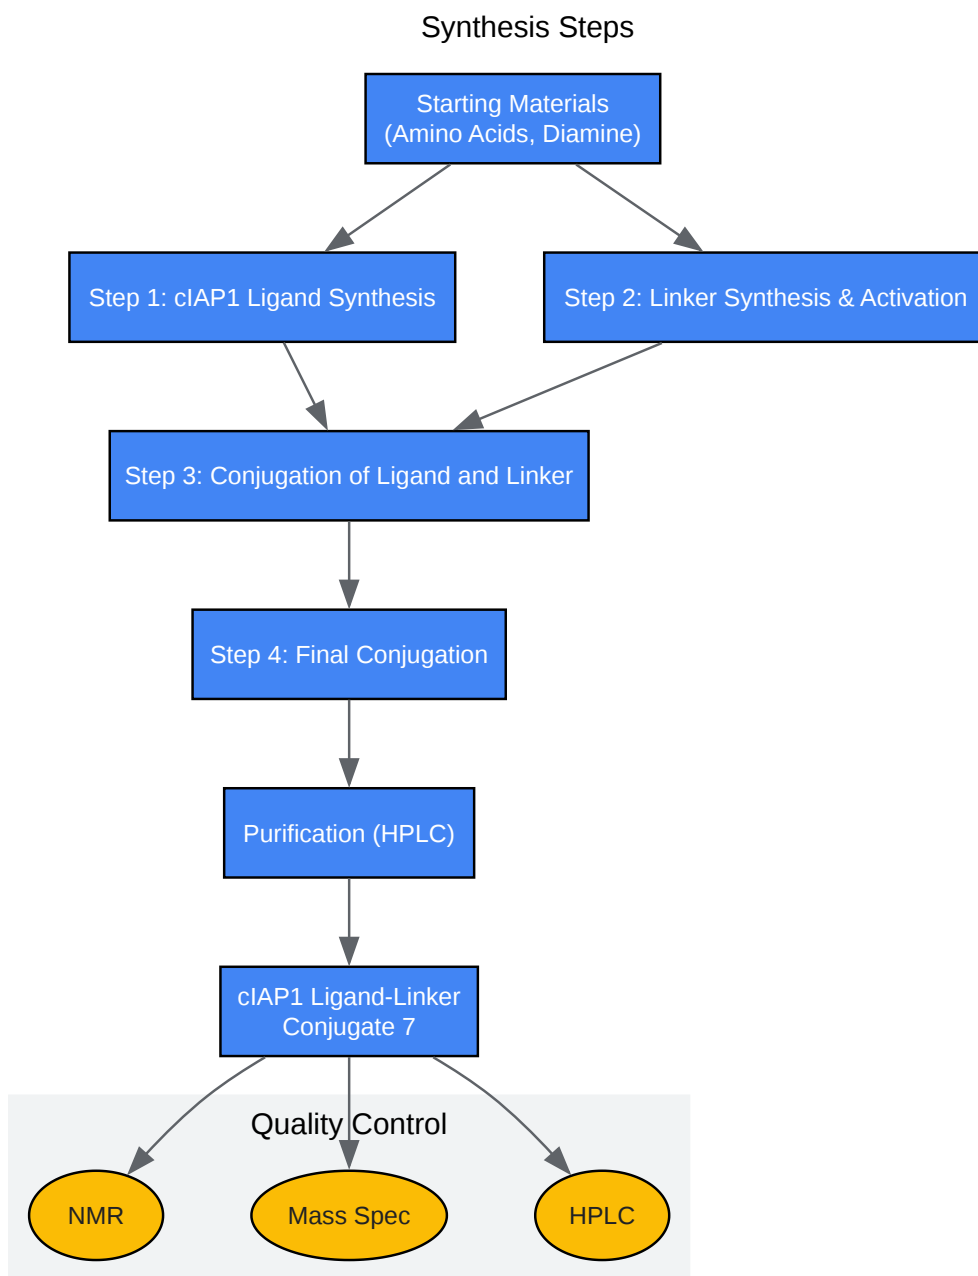 Synthesis Steps
Starting Materials
(Amino Acids, Diamine)
Step 1: cIAP1 Ligand Synthesis
Step 2: Linker Synthesis & Activation
Step 3: Conjugation of Ligand and Linker
Step 4: Final Conjugation
Purification (HPLC)
cIAP1 Ligand-Linker
Conjugate 7
Quality Control
NMR
Mass Spec
HPLC